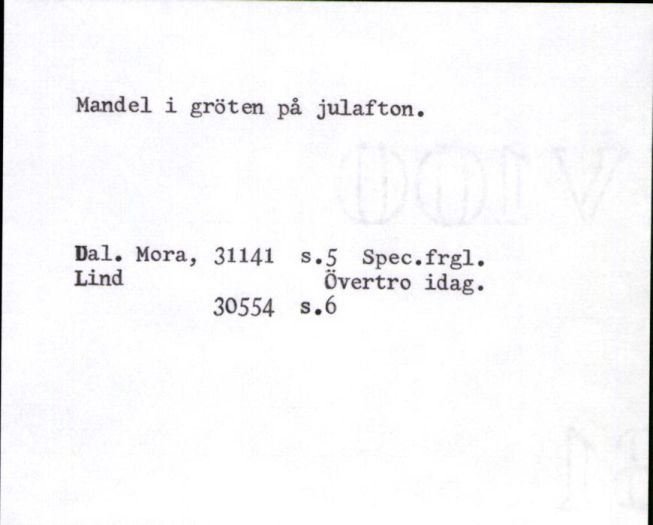 Mandel i gröten på julafton.
Dal. Mora, 31141 s.5 Spec.frgl.
Lind Övertro idag.
30554 s.6